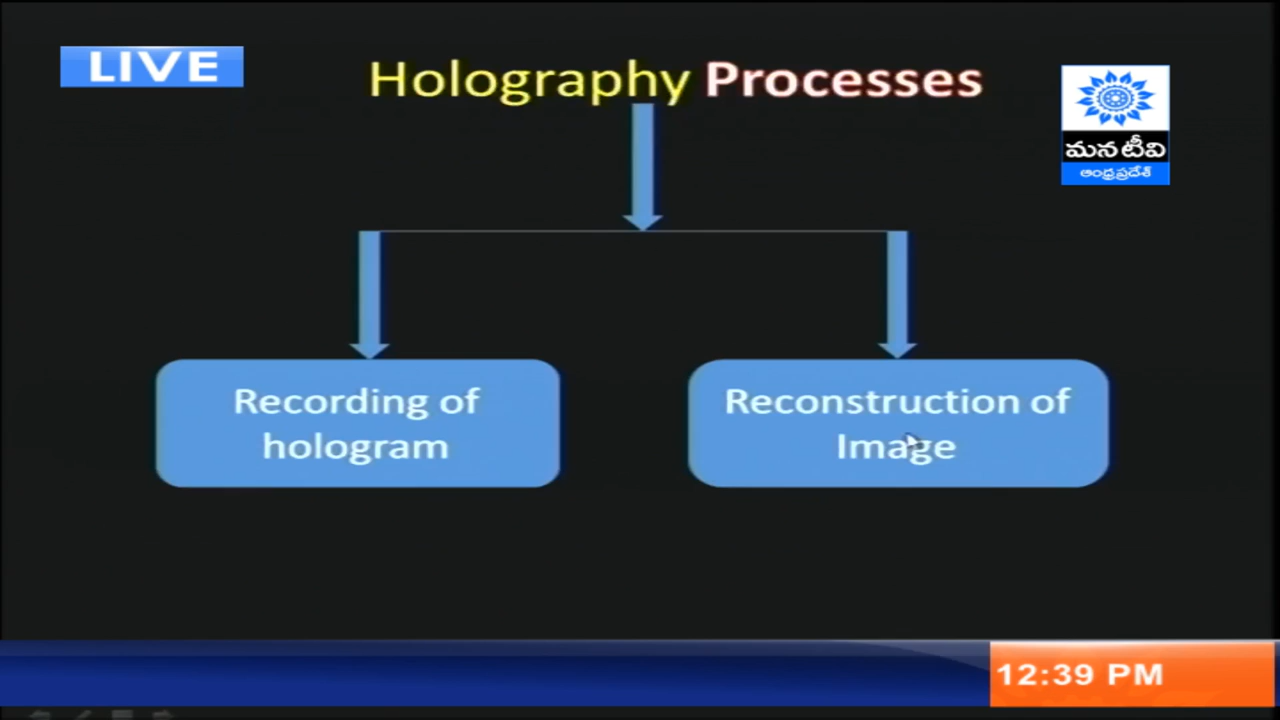 LIVE
Holography Processes
మన టీవి
ఆంధ్రప్రదేశ్
Recording of
hologram
Reconstruction of
Image
12:39 PM